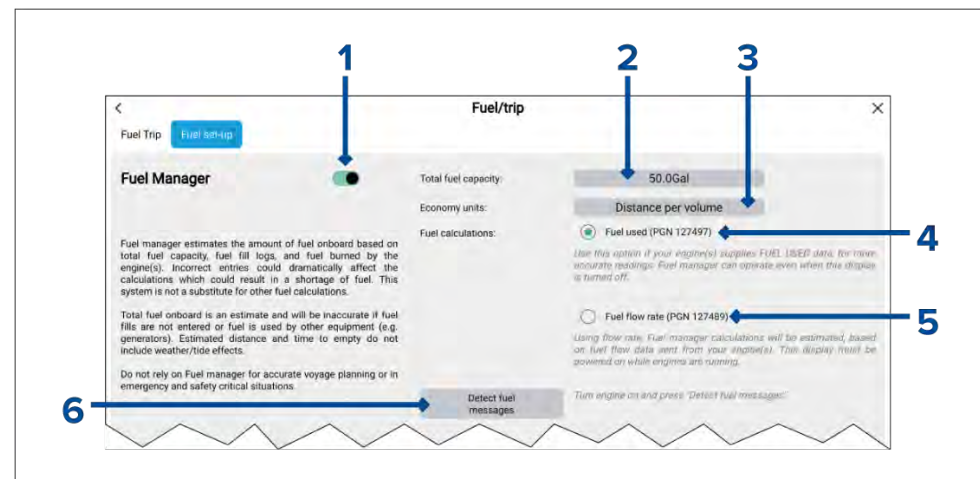 1
2
3
<
Fuel/trip
×
Fuel Trip
Fuel set-up
Fuel Manager
Total fuel capacity:
50.0Gal
Economy units:
Distance per volume
Fuel calculations:
Fuel used (PGN 127497)
4
Use this option if your engine(s) supplies FUEL USED data, for more
accurate readings. Fuel manager can operate even when this display
is turned off.
Fuel manager estimates the amount of fuel onboard based on
total fuel capacity, fuel fill logs, and fuel burned by the
engine(s). Incorrect entries could dramatically affect the
calculations which could result in a shortage of fuel. This
system is not a substitute for other fuel calculations.
Total fuel onboard is an estimate and will be inaccurate if fuel
fills are not entered or fuel is used by other equipment (e.g.
generators). Estimated distance and time to empty do not
include weather/tide effects.
Do not rely on Fuel manager for accurate voyage planning or in
emergency and safety critical situations
Fuel flow rate (PGN 127489)
5
Using flow rate, Fuel manager calculations will be estimated, based
on fuel flow data sent from your engine(s). This display must be
powered on while engines are running.
6
Detect fuel
messages
Turn engine on and press 'Detect fuel messages'.